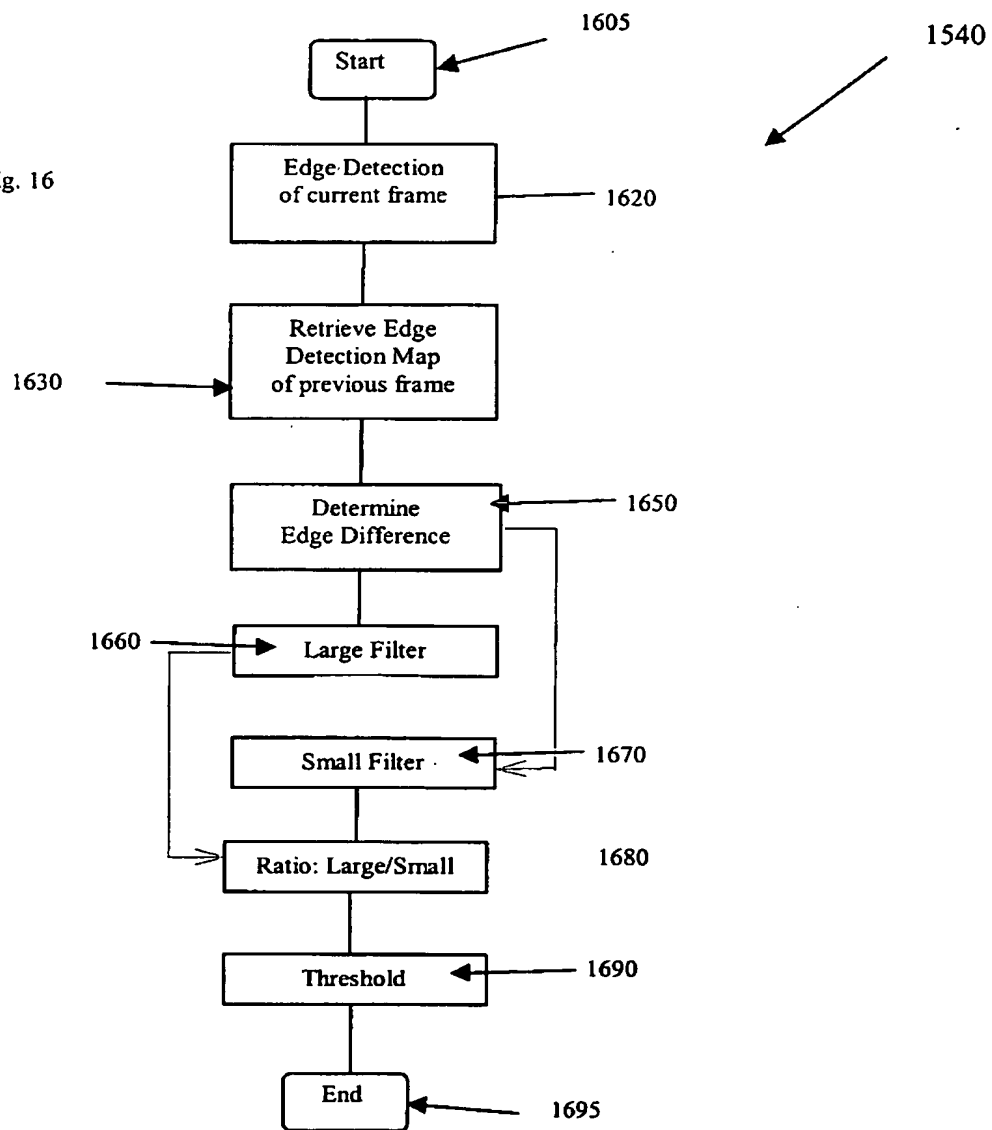 1605
1540
Start
Edge Detection
of current frame
g. 16
1620
Retrieve Edge
Detection Map
of previous frame
1630
Determine
Edge Difference
1650
1660
Large Filter
Small Filter
1670
Ratio: Large/Small
1680
Threshold
1690
End
1695